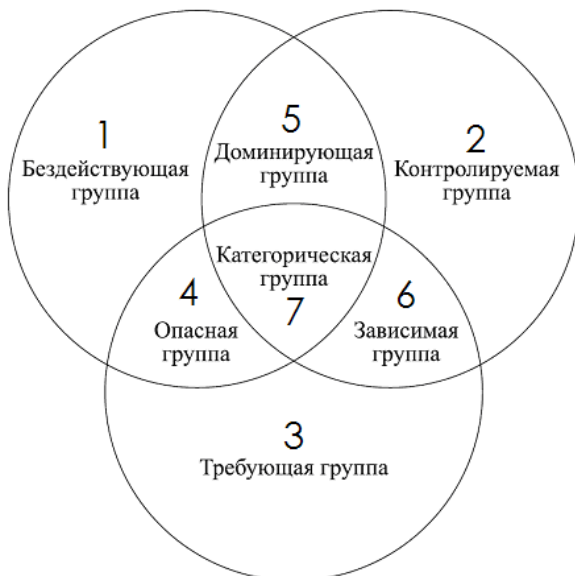 1
Бездействующая
группа
5
Доминирующая
группа
2
Контролируемая
группа
Категорическая
группа
7
4
Опасная
группа
6
Зависимая
группа
3
Требующая группа